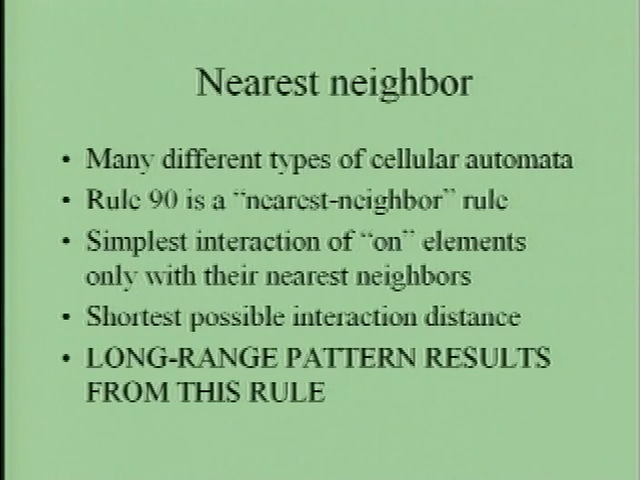 Nearest neighbor
• Many different types of cellular automata
• Rule 90 is a “nearest-neighbor” rule
• Simplest interaction of “on” elements
only with their nearest neighbors
• Shortest possible interaction distance
• LONG-RANGE PATTERN RESULTS
FROM THIS RULE